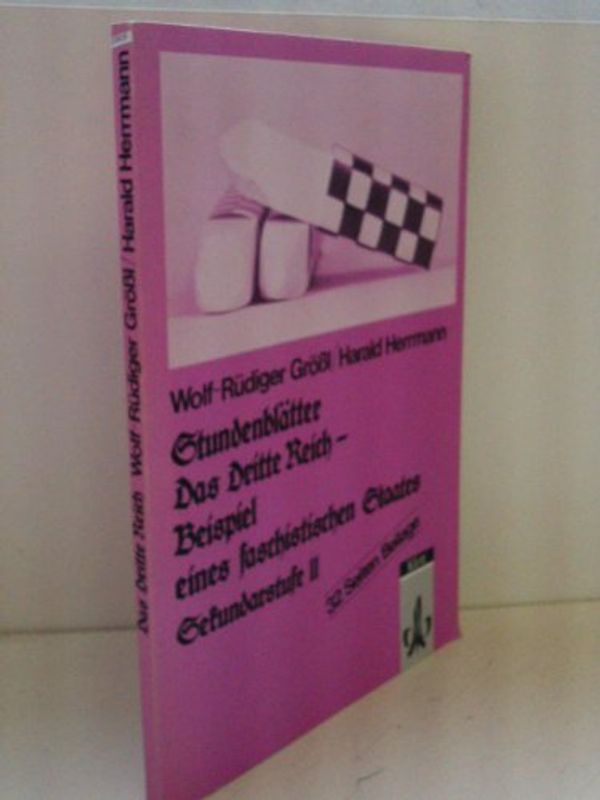 Das Dritte Reich Wolf-Rüdiger Größl/Harald Herrmann
Wolf-Rüdiger Größl/Harald Herrmann
Stundenblätter
Das Dritte Reich –
Beispiel
eines faschistischen Staates
Sekundarstufe II
32 Seiten Beilage
Klett